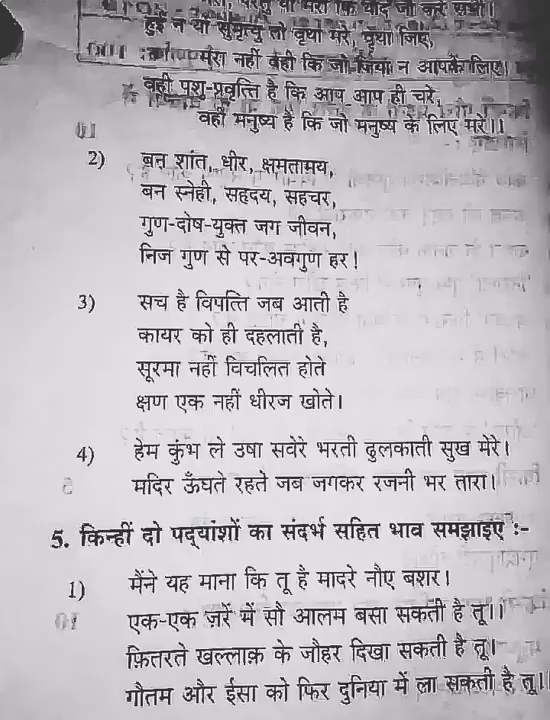 हुई न यों सुमृत्यु तो वृथा मरे, वृथा जिए,
मरा नहीं वही कि जो जिया न आपके लिए।
वही पशु-प्रवृत्ति है कि आप आप ही चरे,
वही मनुष्य है कि जो मनुष्य के लिए मरे।।
2) बन शांत, धीर, क्षमतामय,
बन स्नेही, सहृदय, सहचर,
गुण-दोष-युक्त जग जीवन,
निज गुण से पर-अवगुण हर!
3) सच है विपत्ति जब आती है
कायर को ही दहलाती है,
सूरमा नहीं विचलित होते
क्षण एक नहीं धीरज खोते।
4) हेम कुंभ ले उषा सवेरे भरती ढुलकाती सुख मेरे।
मदिर ऊँघते रहते जब जगकर रजनी भर तारा।
5. किन्हीं दो पद्यांशों का संदर्भ सहित भाव समझाइए :-
1) मैंने यह माना कि तू है मादरे नौए बशर।
एक-एक ज़र्रे में सौ आलम बसा सकती है तू।।
फ़ितरते खल्लाक़ के जौहर दिखा सकती है तू।
गौतम और ईसा को फिर दुनिया में ला सकती है तू।।